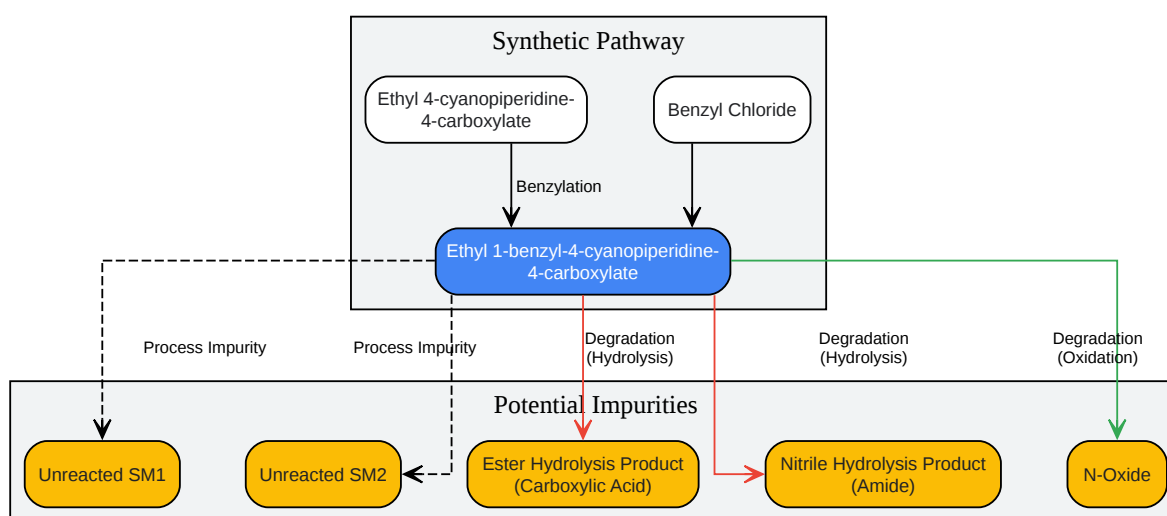 Synthetic Pathway
Ethyl 4-cyanopiperidine-
4-carboxylate
Benzyl Chloride
Benzylation
Ethyl 1-benzyl-4-cyanopiperidine-
4-carboxylate
Process Impurity
Process Impurity
Degradation
(Hydrolysis)
Degradation
(Hydrolysis)
Degradation
(Oxidation)
Potential Impurities
Unreacted SM1
Unreacted SM2
Ester Hydrolysis Product
(Carboxylic Acid)
Nitrile Hydrolysis Product
(Amide)
N-Oxide